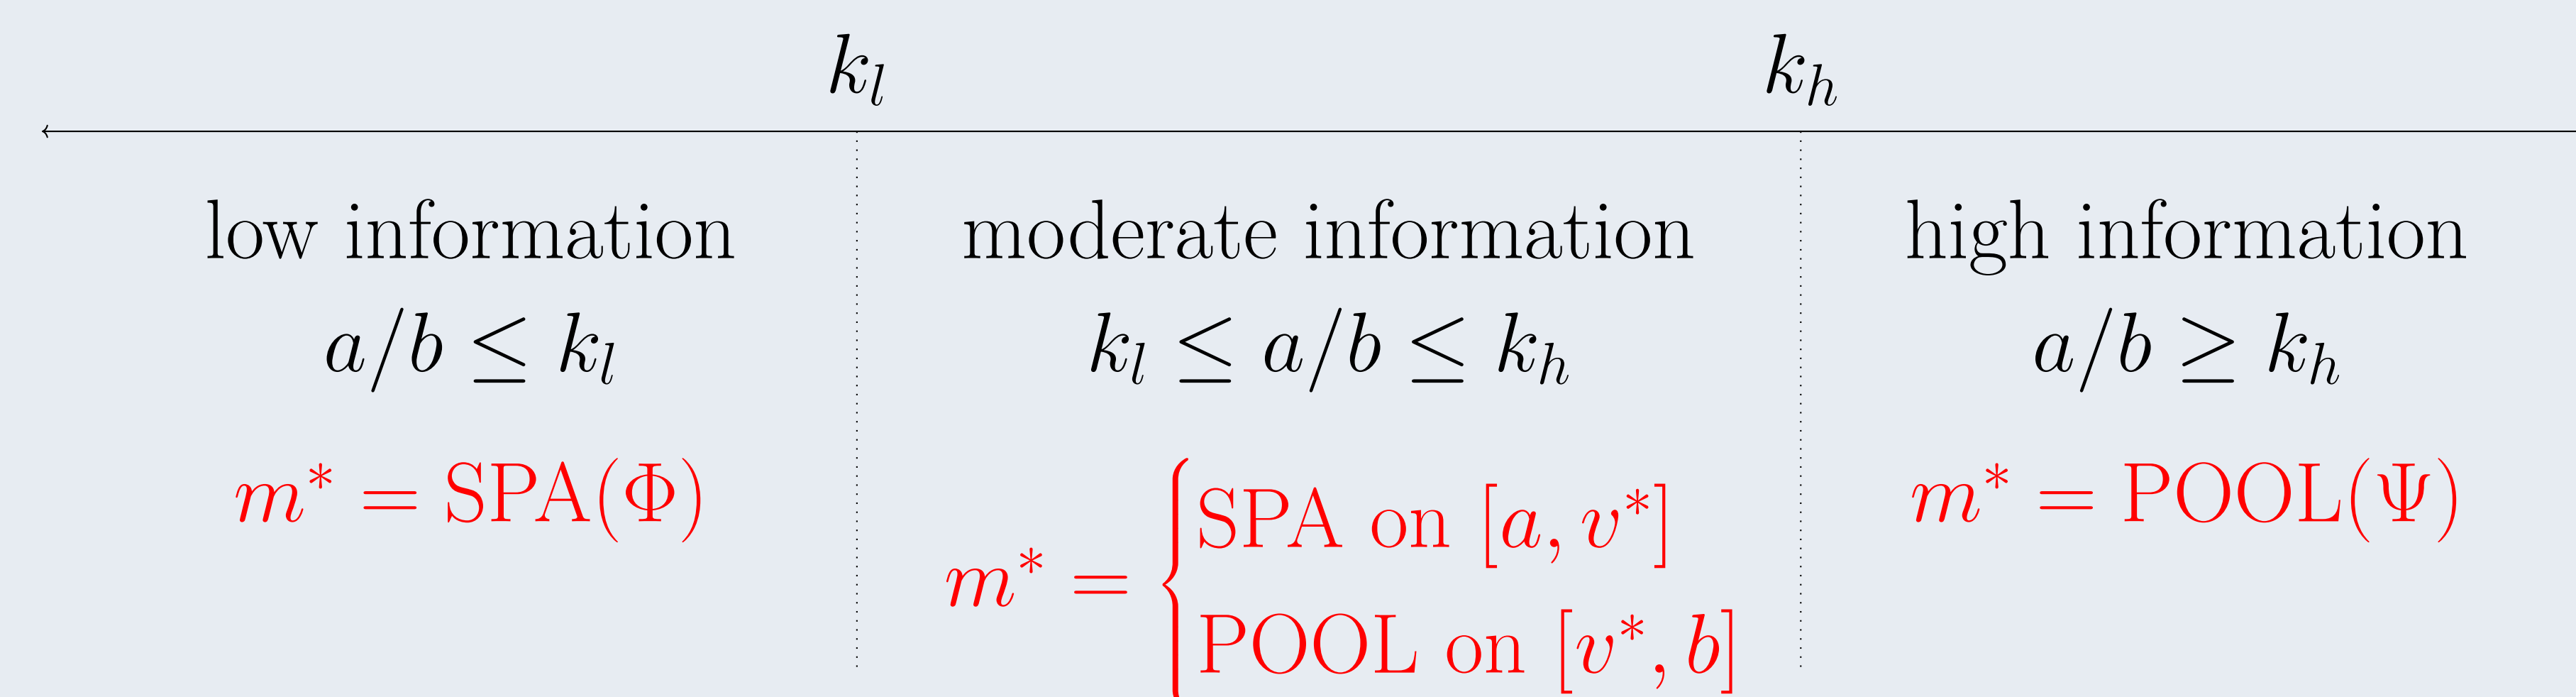 k_l k_h
low information moderate information high information
a/b ≤ k_l k_l ≤ a/b ≤ k_h a/b ≥ k_h
m* = SPA(Φ) m* = { SPA on [a, v*] m* = POOL(Ψ)
POOL on [v*, b]